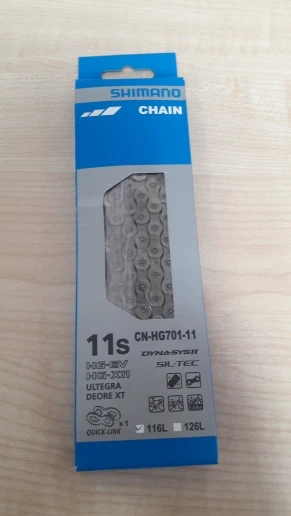 SHIMANO
CHAIN
11s CN-HG701-11
HG-EV DYNA-SYS11
HG-X11 SIL-TEC
ULTEGRA
DEORE XT
x1
QUICK-LINK 116L 126L